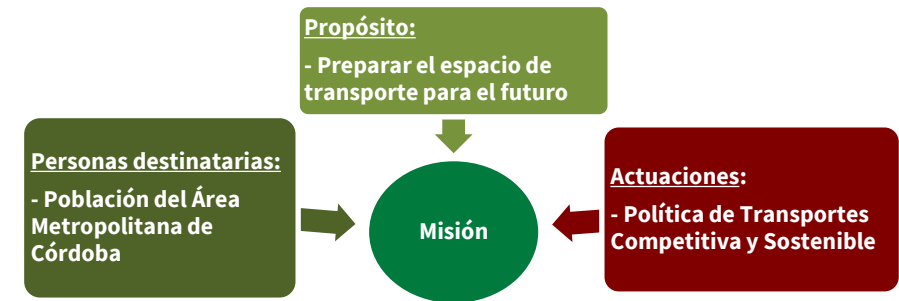 Propósito:
- Preparar el espacio de
transporte para el futuro
Personas destinatarias:
- Población del Área
Metropolitana de
Córdoba
Misión
Actuaciones:
- Política de Transportes
Competitiva y Sostenible